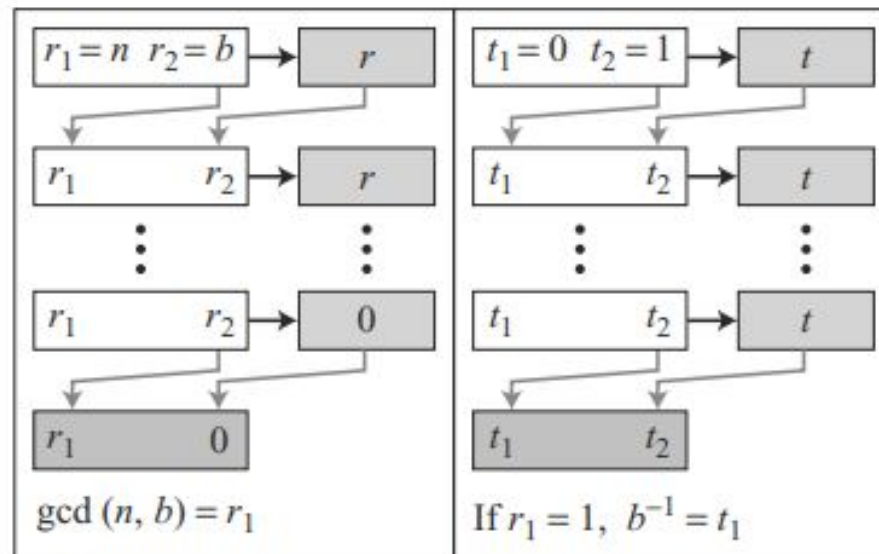 r₁ = n r₂ = b r
r₁ r₂ r
r₁ r₂ 0
r₁ 0
gcd (n, b) = r₁
t₁ = 0 t₂ = 1 t
t₁ t₂ t
t₁ t₂ t
t₁ t₂
If r₁ = 1, b⁻¹ = t₁